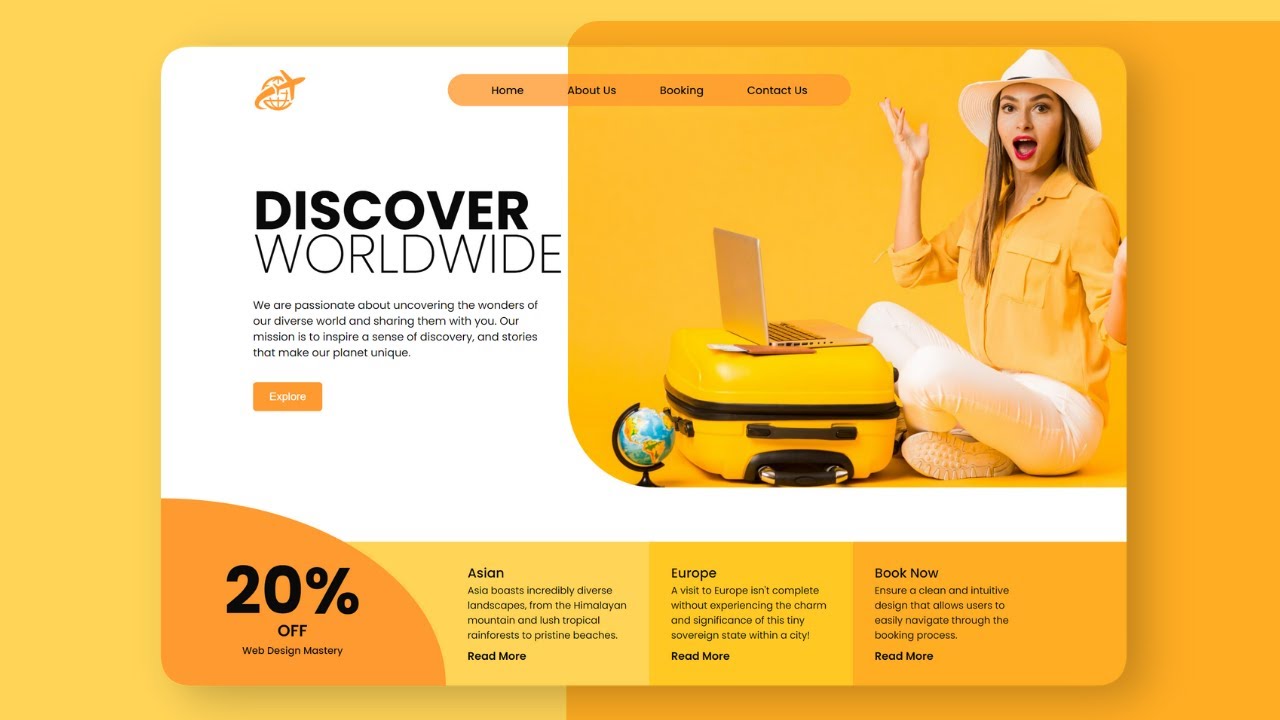 Home
About Us
Booking
Contact Us
DISCOVER
WORLDWIDE
We are passionate about uncovering the wonders of
our diverse world and sharing them with you. Our
mission is to inspire a sense of discovery, and stories
that make our planet unique.
Explore
20%
OFF
Web Design Mastery
Asian
Asia boasts incredibly diverse
landscapes, from the Himalayan
mountain and lush tropical
rainforests to pristine beaches.
Read More
Europe
A visit to Europe isn't complete
without experiencing the charm
and significance of this tiny
sovereign state within a city!
Read More
Book Now
Ensure a clean and intuitive
design that allows users to
easily navigate through the
booking process.
Read More